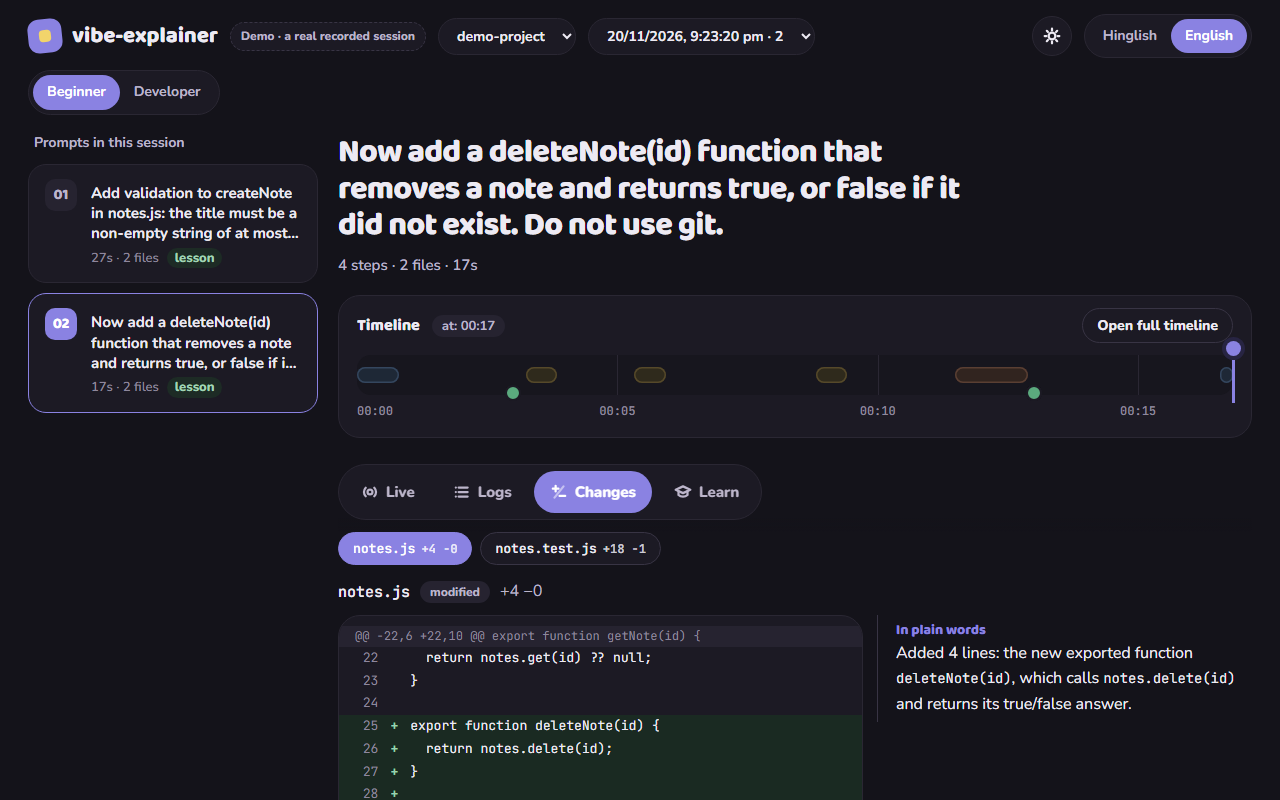 vibe-explainer
Demo · a real recorded session
demo-project
20/11/2026, 9:23:20 pm · 2
Hinglish
English
Beginner
Developer
Prompts in this session
01
Add validation to createNote
in notes.js: the title must be a
non-empty string of at most...
27s · 2 files lesson
02
Now add a deleteNote(id)
function that removes a note
and returns true, or false if i...
17s · 2 files lesson
Now add a deleteNote(id) function that
removes a note and returns true, or false if it
did not exist. Do not use git.
4 steps · 2 files · 17s
Timeline
at: 00:17
Open full timeline
00:00
00:05
00:10
00:15
Live
Logs
Changes
Learn
notes.js +4 -0
notes.test.js +18 -1
notes.js modified +4 −0
@@ -22,6 +22,10 @@ export function getNote(id) {
22 return notes.get(id) ?? null;
23 }
24
25 + export function deleteNote(id) {
26 + return notes.delete(id);
27 + }
28 +
In plain words
Added 4 lines: the new exported function
deleteNote(id), which calls notes.delete(id)
and returns its true/false answer.